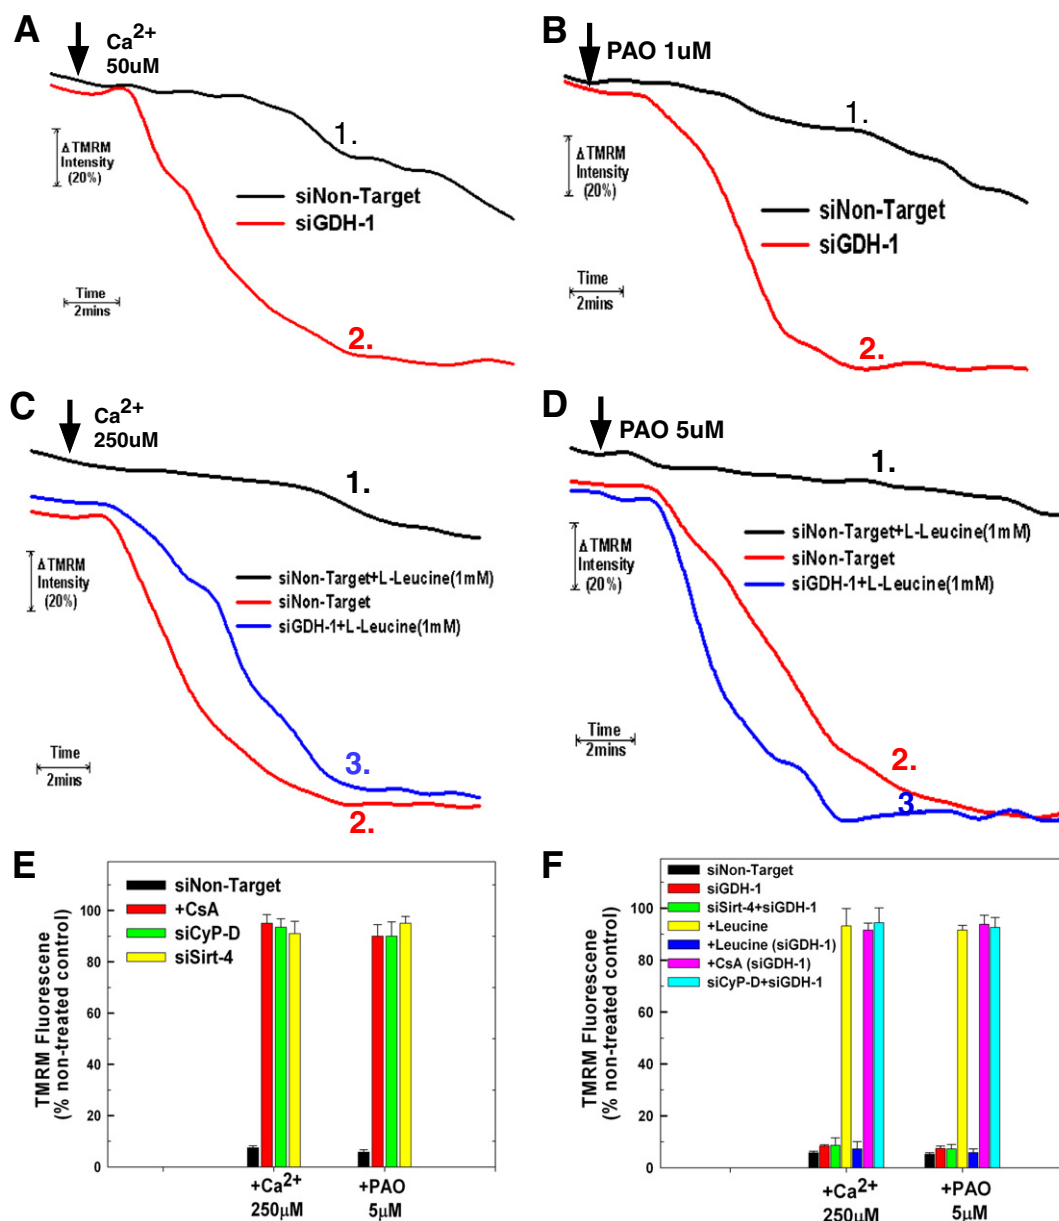 A
Ca2+
50uM
Δ TMRM
Intensity
(20%)
1.
siNon-Target
siGDH-1
Time
2mins
2.
B
PAO 1uM
1.
Δ TMRM
Intensity
(20%)
siNon-Target
siGDH-1
Time
2mins
2.
C
Ca2+
250uM
1.
Δ TMRM
Intensity
(20%)
siNon-Target+L-Leucine(1mM)
siNon-Target
siGDH-1+L-Leucine(1mM)
Time
2mins
3.
2.
D
PAO 5uM
1.
Δ TMRM
Intensity
(20%)
siNon-Target+L-Leucine(1mM)
siNon-Target
siGDH-1+L-Leucine(1mM)
Time
2mins
2.
3.
E
siNon-Target
+CsA
siCyP-D
siSirt-4
TMRM Fluorescene
(% non-treated control)
100
80
60
40
20
0
+Ca2+
250μM
+PAO
5μM
F
siNon-Target
siGDH-1
siSirt-4+siGDH-1
+Leucine
+Leucine (siGDH-1)
+CsA (siGDH-1)
siCyP-D+siGDH-1
TMRM Fluorescene
(% non-treated control)
100
80
60
40
20
0
+Ca2+
250μM
+PAO
5μM